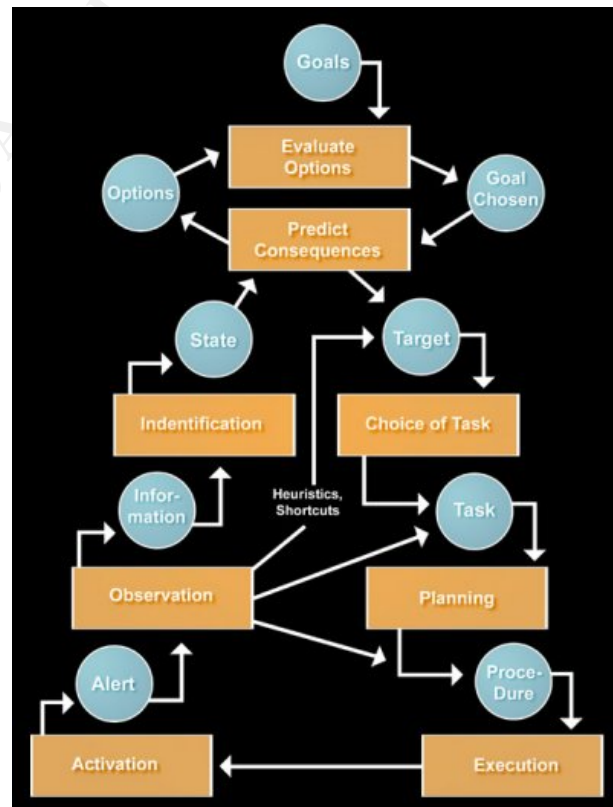 Goals
Evaluate
Options
Options
Goal
Chosen
Predict
Consequences
State
Target
Indentification
Choice of Task
Infor-
mation
Heuristics,
Shortcuts
Task
Observation
Planning
Alert
Proce-
Dure
Activation
Execution